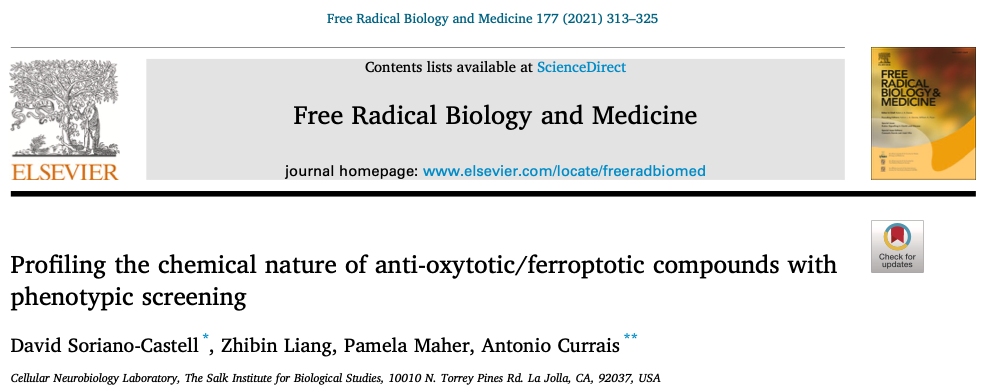 Free Radical Biology and Medicine 177 (2021) 313–325
Contents lists available at ScienceDirect
Free Radical Biology and Medicine
journal homepage: www.elsevier.com/locate/freeradbiomed
ELSEVIER
FREE
RADICAL
BIOLOGY &
MEDICINE
Check for
updates
Profiling the chemical nature of anti-oxytotic/ferroptotic compounds with
phenotypic screening
David Soriano-Castell *, Zhibin Liang, Pamela Maher, Antonio Currais **
Cellular Neurobiology Laboratory, The Salk Institute for Biological Studies, 10010 N. Torrey Pines Rd. La Jolla, CA, 92037, USA